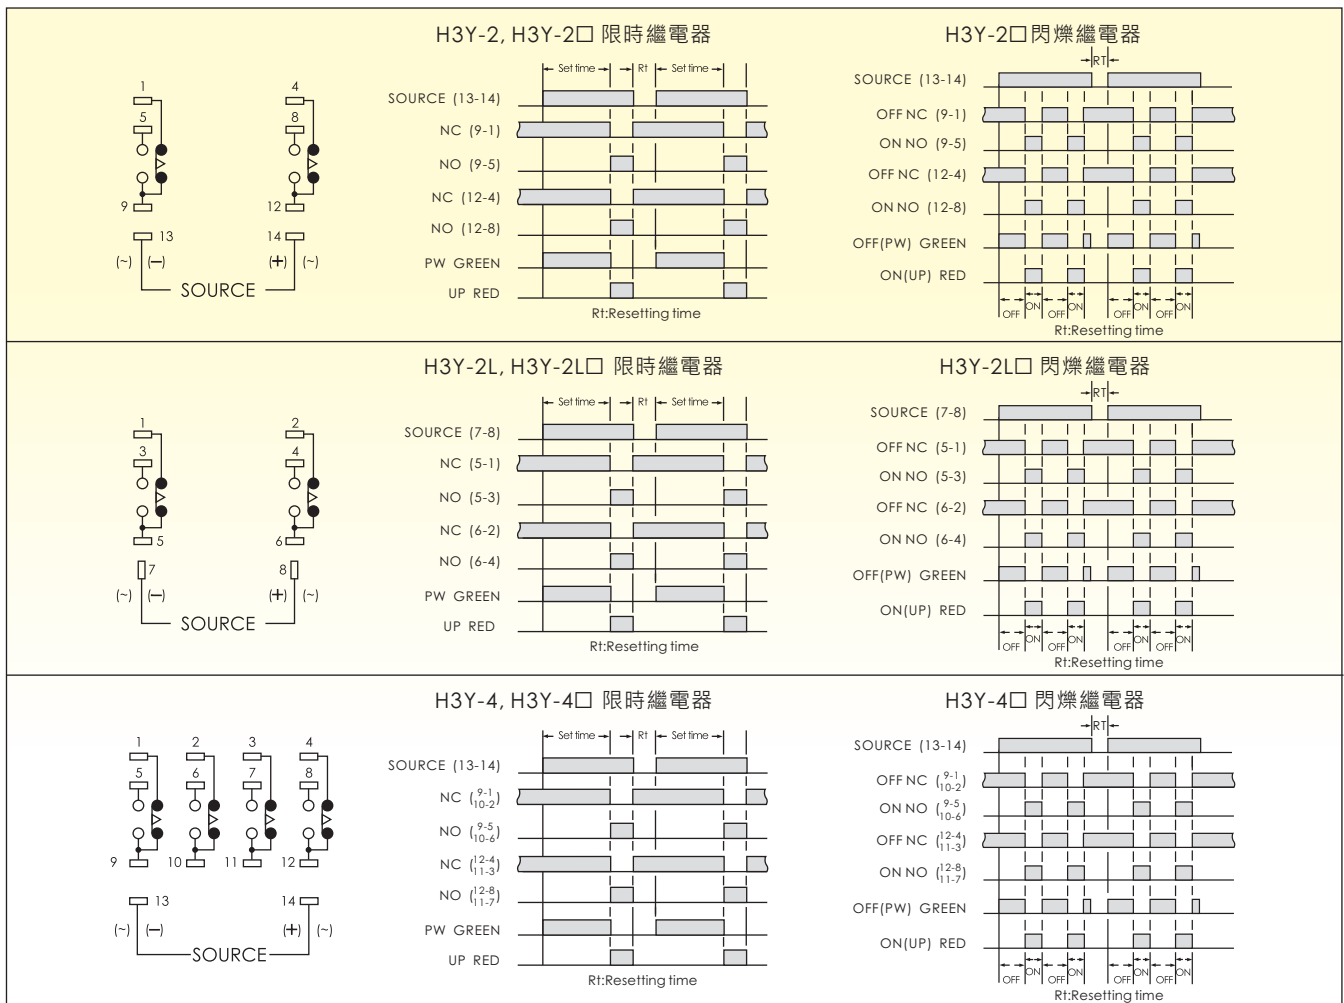 H3Y-2, H3Y-2□ 限時繼電器
H3Y-2□閃爍繼電器
1
4
5
8
9
12
13
14
(~) (−)
(+) (~)
SOURCE
Set time
Rt
Set time
SOURCE (13-14)
NC (9-1)
NO (9-5)
NC (12-4)
NO (12-8)
PW GREEN
UP RED
Rt:Resetting time
RT
SOURCE (13-14)
OFF NC (9-1)
ON NO (9-5)
OFF NC (12-4)
ON NO (12-8)
OFF(PW) GREEN
ON(UP) RED
OFF ON OFF ON OFF ON OFF ON
Rt:Resetting time
H3Y-2L, H3Y-2L□ 限時繼電器
H3Y-2L□ 閃爍繼電器
1
2
3
4
5
6
7
8
(~) (−)
(+) (~)
SOURCE
Set time
Rt
Set time
SOURCE (7-8)
NC (5-1)
NO (5-3)
NC (6-2)
NO (6-4)
PW GREEN
UP RED
Rt:Resetting time
RT
SOURCE (7-8)
OFF NC (5-1)
ON NO (5-3)
OFF NC (6-2)
ON NO (6-4)
OFF(PW) GREEN
ON(UP) RED
OFF ON OFF ON OFF ON OFF ON
Rt:Resetting time
H3Y-4, H3Y-4□ 限時繼電器
H3Y-4□ 閃爍繼電器
1 2 3 4
5 6 7 8
9 10 11 12
13
14
(~) (−)
(+) (~)
SOURCE
Set time
Rt
Set time
SOURCE (13-14)
NC (9-1 10-2)
NO (9-5 10-6)
NC (12-4 11-3)
NO (12-8 11-7)
PW GREEN
UP RED
Rt:Resetting time
RT
SOURCE (13-14)
OFF NC (9-1 10-2)
ON NO (9-5 10-6)
OFF NC (12-4 11-3)
ON NO (12-8 11-7)
OFF(PW) GREEN
ON(UP) RED
OFF ON OFF ON OFF ON OFF ON
Rt:Resetting time